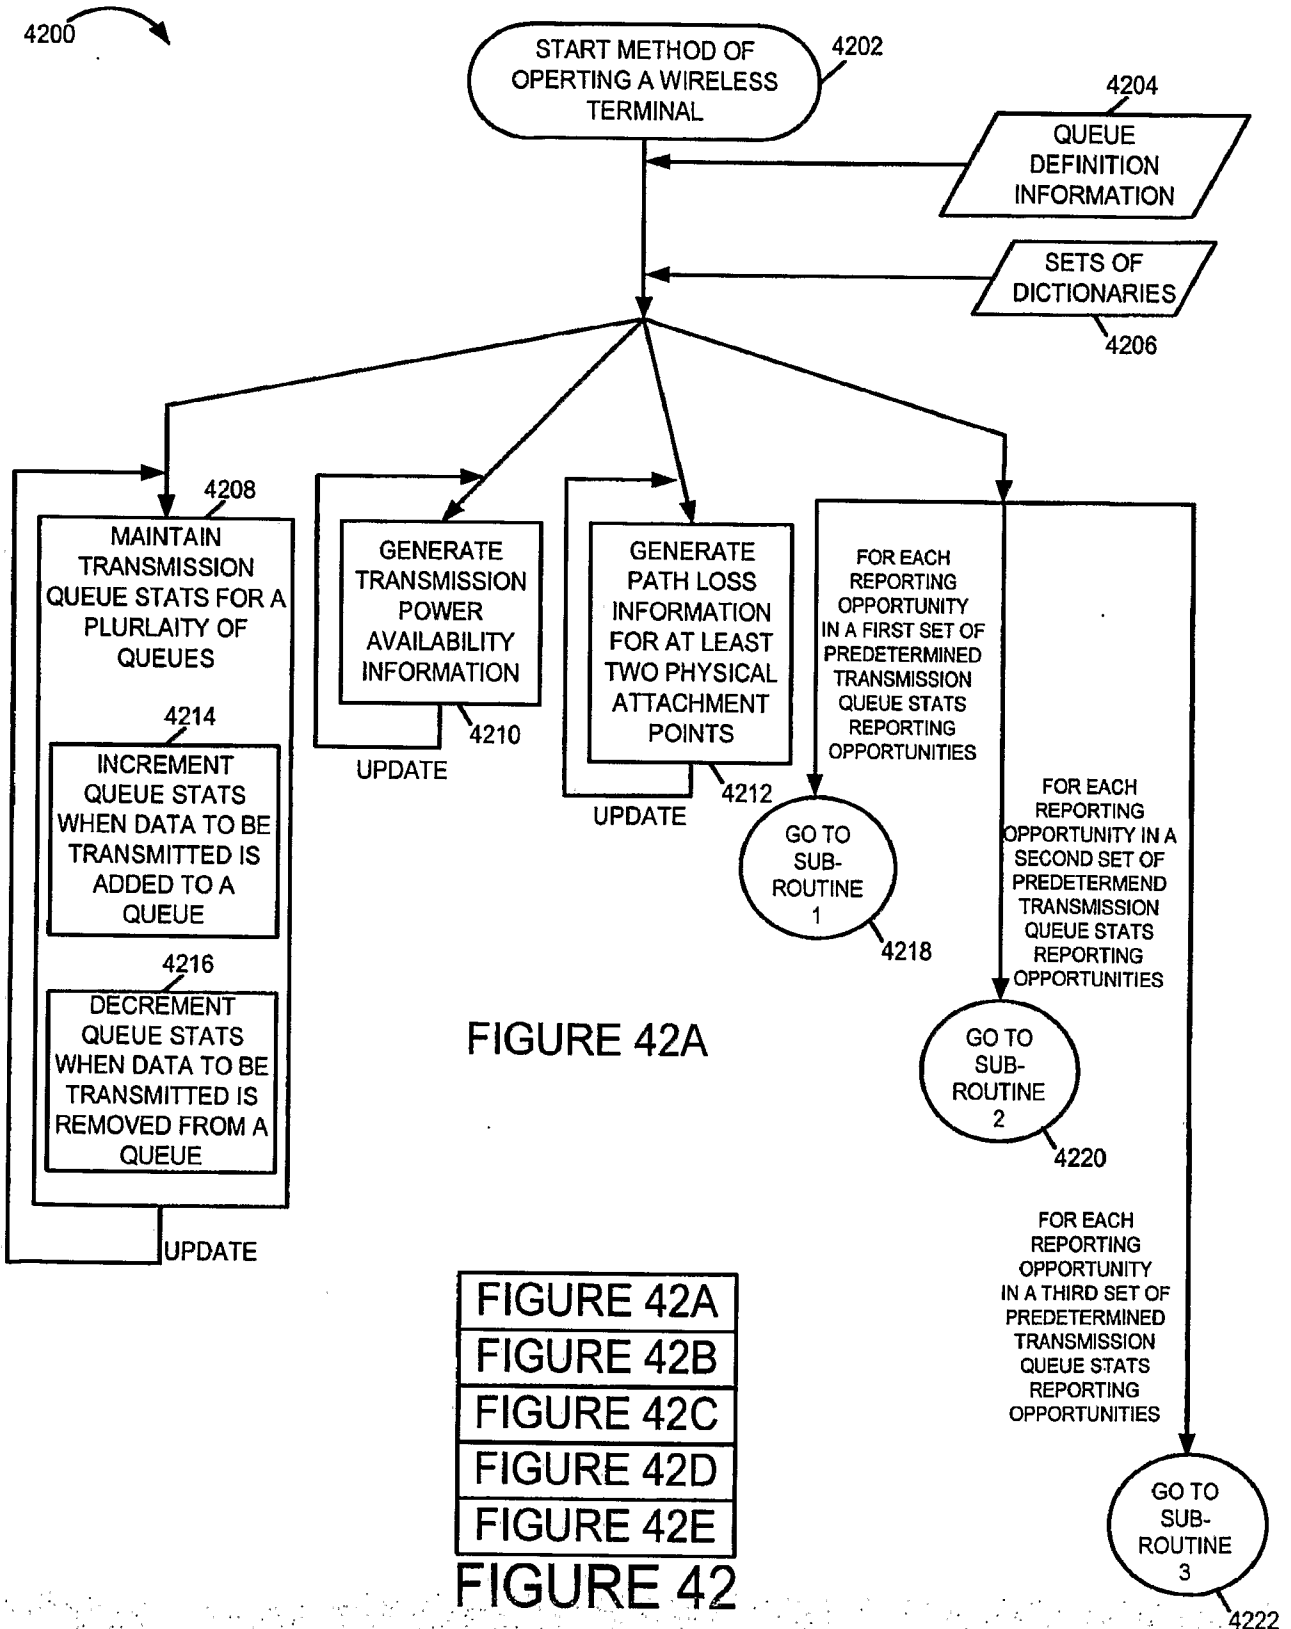 4200
START METHOD OF
OPERTING A WIRELESS
TERMINAL
4202
4204
QUEUE
DEFINITION
INFORMATION
SETS OF
DICTIONARIES
4206
4208
MAINTAIN
TRANSMISSION
QUEUE STATS FOR A
PLURLAITY OF
QUEUES
4214
INCREMENT
QUEUE STATS
WHEN DATA TO BE
TRANSMITTED IS
ADDED TO A
QUEUE
4216
DECREMENT
QUEUE STATS
WHEN DATA TO BE
TRANSMITTED IS
REMOVED FROM A
QUEUE
UPDATE
GENERATE
TRANSMISSION
POWER
AVAILABILITY
INFORMATION
4210
UPDATE
GENERATE
PATH LOSS
INFORMATION
FOR AT LEAST
TWO PHYSICAL
ATTACHMENT
POINTS
4212
UPDATE
FOR EACH
REPORTING
OPPORTUNITY
IN A FIRST SET OF
PREDETERMINED
TRANSMISSION
QUEUE STATS
REPORTING
OPPORTUNITIES
GO TO
SUB-
ROUTINE
1
4218
FOR EACH
REPORTING
OPPORTUNITY IN A
SECOND SET OF
PREDETERMEND
TRANSMISSION
QUEUE STATS
REPORTING
OPPORTUNITIES
GO TO
SUB-
ROUTINE
2
4220
FOR EACH
REPORTING
OPPORTUNITY
IN A THIRD SET OF
PREDETERMINED
TRANSMISSION
QUEUE STATS
REPORTING
OPPORTUNITIES
GO TO
SUB-
ROUTINE
3
4222
FIGURE 42A
FIGURE 42A
FIGURE 42B
FIGURE 42C
FIGURE 42D
FIGURE 42E
FIGURE 42